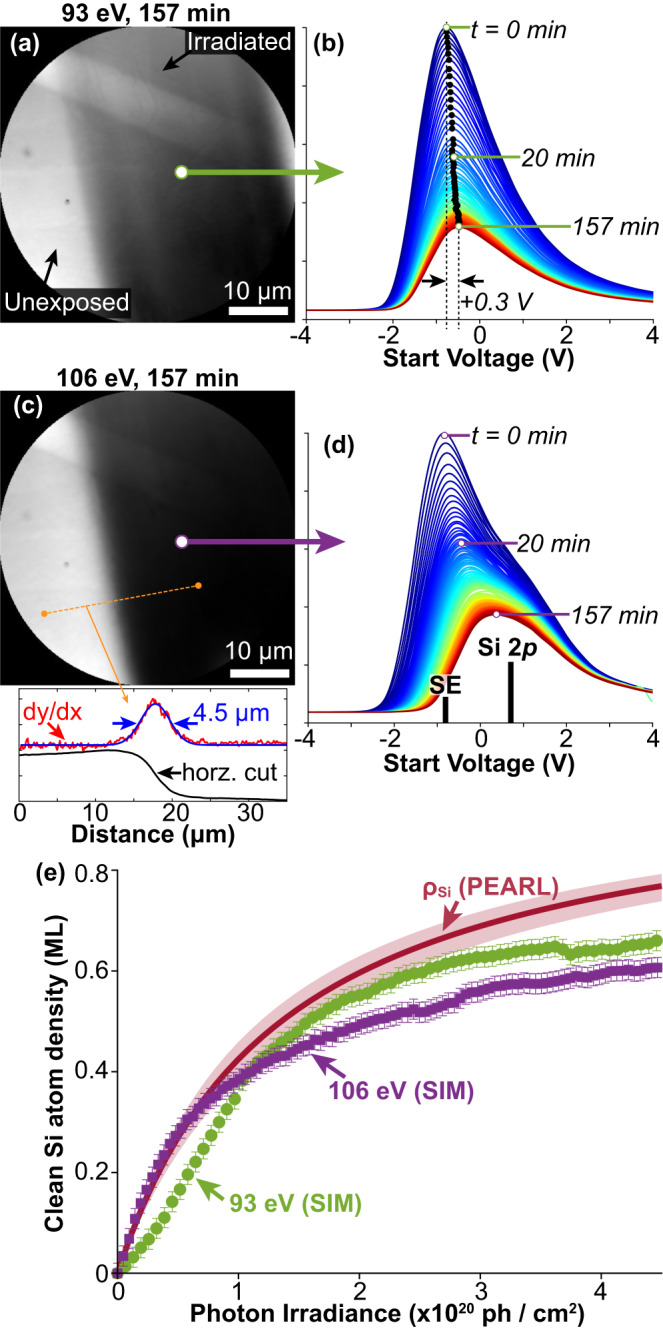 93 eV, 157 min
(a)
Irradiated
Unexposed
10 µm
(b)
t = 0 min
20 min
157 min
+0.3 V
-4 -2 0 2 4
Start Voltage (V)
106 eV, 157 min
(c)
10 µm
(d)
t = 0 min
20 min
157 min
Si 2p
SE
-4 -2 0 2 4
Start Voltage (V)
dy/dx
4.5 µm
horz. cut
0 10 20 30
Distance (µm)
(e)
0.8
0.6
0.4
0.2
0
Clean Si atom density (ML)
ρSi (PEARL)
106 eV (SIM)
93 eV (SIM)
0 1 2 3 4
Photon Irradiance (x10²⁰ ph / cm²)